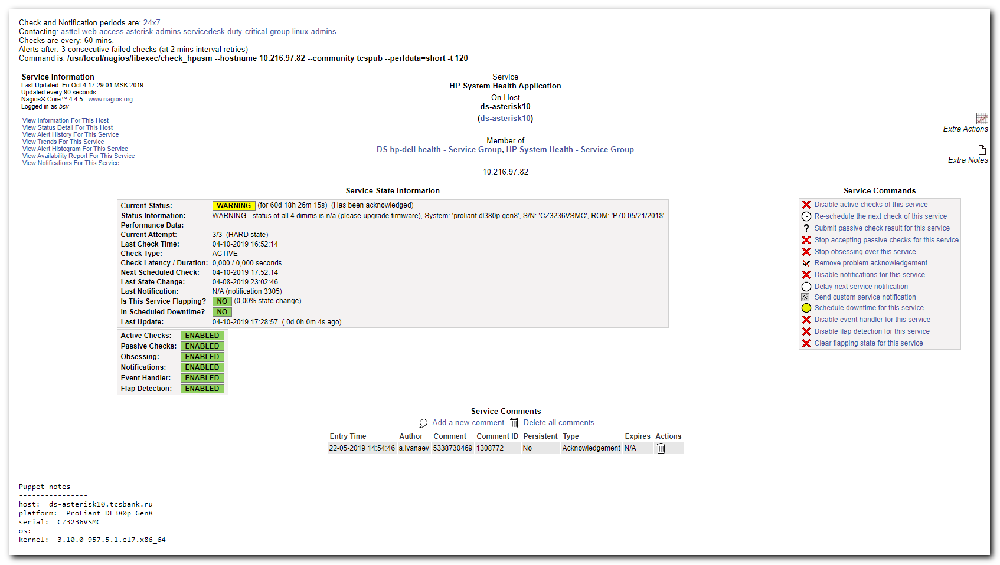 Check and Notification periods are: 24x7
Contacting: asttel-web-access asterisk-admins servicedesk-duty-critical-group linux-admins
Checks are every: 60 mins.
Alerts after: 3 consecutive failed checks (at 2 mins interval retries)
Command is: /usr/local/nagios/libexec/check_hpasm --hostname 10.216.97.82 --community tcspub --perfdata=short -t 120
Service Information
Last Updated: Fri Oct 4 17:29:01 MSK 2019
Updated every 90 seconds
Nagios® Core™ 4.4.5 - www.nagios.org
Logged in as bsv
View Information For This Host
View Status Detail For This Host
View Alert History For This Service
View Trends For This Service
View Alert Histogram For This Service
View Availability Report For This Service
View Notifications For This Service
Service
HP System Health Application
On Host
ds-asterisk10
(ds-asterisk10)
Member of
DS hp-dell health - Service Group, HP System Health - Service Group
10.216.97.82
Extra Actions
Extra Notes
Service State Information
Current Status: WARNING (for 60d 18h 26m 15s) (Has been acknowledged)
Status Information: WARNING - status of all 4 dimms is n/a (please upgrade firmware), System: 'proliant dl380p gen8', S/N: 'CZ3236VSMC', ROM: 'P70 05/21/2018'
Performance Data:
Current Attempt: 3/3 (HARD state)
Last Check Time: 04-10-2019 16:52:14
Check Type: ACTIVE
Check Latency / Duration: 0,000 / 0,000 seconds
Next Scheduled Check: 04-10-2019 17:52:14
Last State Change: 04-08-2019 23:02:46
Last Notification: N/A (notification 3305)
Is This Service Flapping? NO (0,00% state change)
In Scheduled Downtime? NO
Last Update: 04-10-2019 17:28:57 ( 0d 0h 0m 4s ago)
Active Checks: ENABLED
Passive Checks: ENABLED
Obsessing: ENABLED
Notifications: ENABLED
Event Handler: ENABLED
Flap Detection: ENABLED
Service Commands
Disable active checks of this service
Re-schedule the next check of this service
Submit passive check result for this service
Stop accepting passive checks for this service
Stop obsessing over this service
Remove problem acknowledgement
Disable notifications for this service
Delay next service notification
Send custom service notification
Schedule downtime for this service
Disable event handler for this service
Disable flap detection for this service
Clear flapping state for this service
Service Comments
Add a new comment Delete all comments
Entry Time Author Comment Comment ID Persistent Type Expires Actions
22-05-2019 14:54:46 a.ivanaev 5338730469 1308772 No Acknowledgement N/A
----------------
Puppet notes
----------------
host: ds-asterisk10.tcsbank.ru
platform: ProLiant DL380p Gen8
serial: CZ3236VSMC
os:
kernel: 3.10.0-957.5.1.el7.x86_64